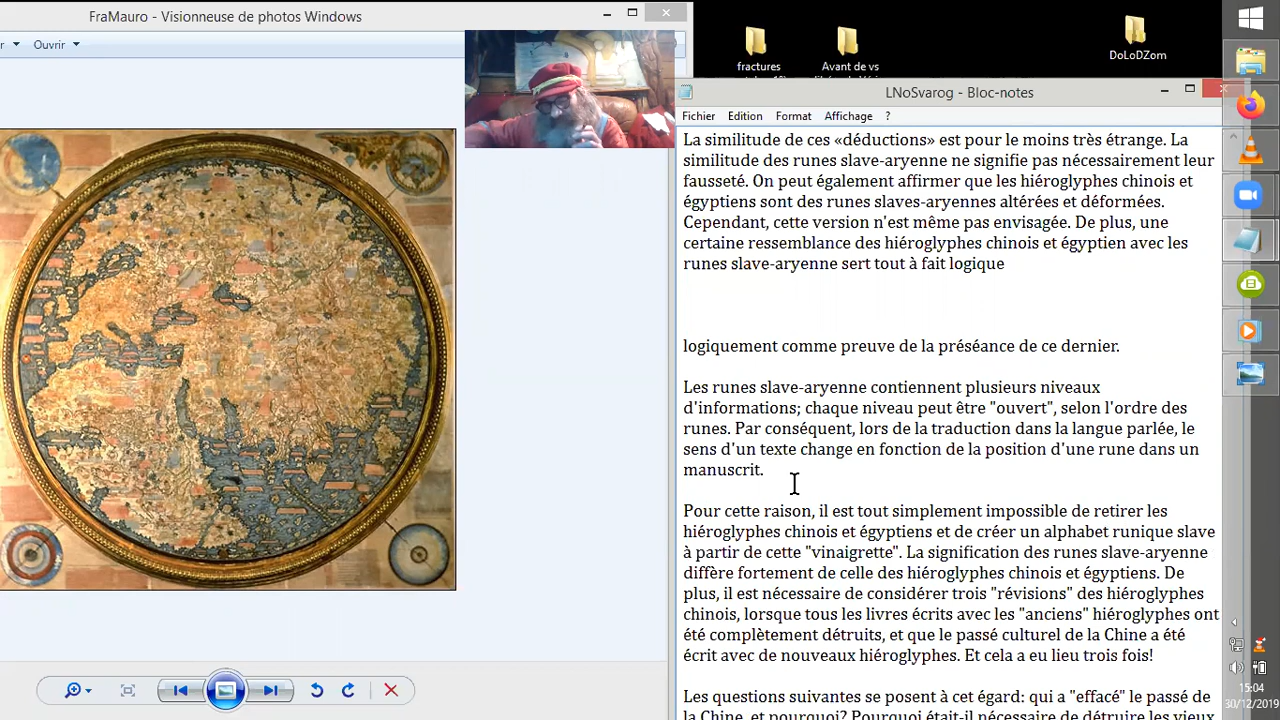 FraMauro - Visionneuse de photos Windows
Ouvrir
fractures
Avant de vs
DoLoDZom
LNoSvarog - Bloc-notes
Fichier Edition Format Affichage ?
La similitude de ces «déductions» est pour le moins très étrange. La
similitude des runes slave-aryenne ne signifie pas nécessairement leur
fausseté. On peut également affirmer que les hiéroglyphes chinois et
égyptiens sont des runes slaves-aryennes altérées et déformées.
Cependant, cette version n'est même pas envisagée. De plus, une
certaine ressemblance des hiéroglyphes chinois et égyptien avec les
runes slave-aryenne sert tout à fait logique
logiquement comme preuve de la préséance de ce dernier.
Les runes slave-aryenne contiennent plusieurs niveaux
d'informations; chaque niveau peut être "ouvert", selon l'ordre des
runes. Par conséquent, lors de la traduction dans la langue parlée, le
sens d'un texte change en fonction de la position d'une rune dans un
manuscrit.
Pour cette raison, il est tout simplement impossible de retirer les
hiéroglyphes chinois et égyptiens et de créer un alphabet runique slave
à partir de cette "vinaigrette". La signification des runes slave-aryenne
diffère fortement de celle des hiéroglyphes chinois et égyptiens. De
plus, il est nécessaire de considérer trois "révisions" des hiéroglyphes
chinois, lorsque tous les livres écrits avec les "anciens" hiéroglyphes ont
été complètement détruits, et que le passé culturel de la Chine a été
écrit avec de nouveaux hiéroglyphes. Et cela a eu lieu trois fois!
Les questions suivantes se posent à cet égard: qui a "effacé" le passé de
la Chine, et pourquoi? Pourquoi était-il nécessaire de détruire les vieux
15:04
30/12/2019